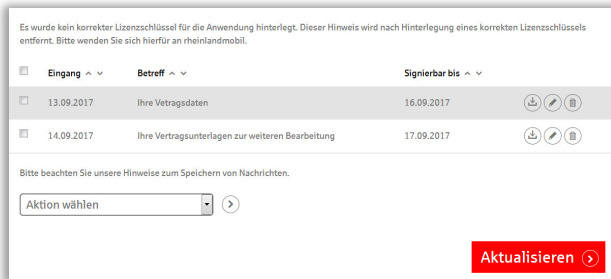 Es wurde kein korrekter Lizenzschlüssel für die Anwendung hinterlegt. Dieser Hinweis wird nach Hinterlegung eines korrekten Lizenzschlüssels
entfernt. Bitte wenden Sie sich hierfür an rheinlandmobil.
Eingang Betreff Signierbar bis
13.09.2017 Ihre Vetragsdaten 16.09.2017
14.09.2017 Ihre Vertragsunterlagen zur weiteren Bearbeitung 17.09.2017
Bitte beachten Sie unsere Hinweise zum Speichern von Nachrichten.
Aktion wählen
Aktualisieren